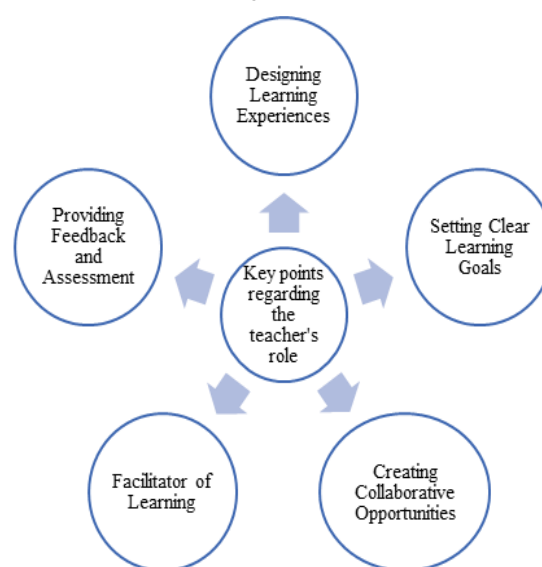 Designing
Learning
Experiences
Providing
Feedback
and
Assessment
Setting Clear
Learning
Goals
Key points
regarding
the
teacher's
role
Facilitator of
Learning
Creating
Collaborative
Opportunities